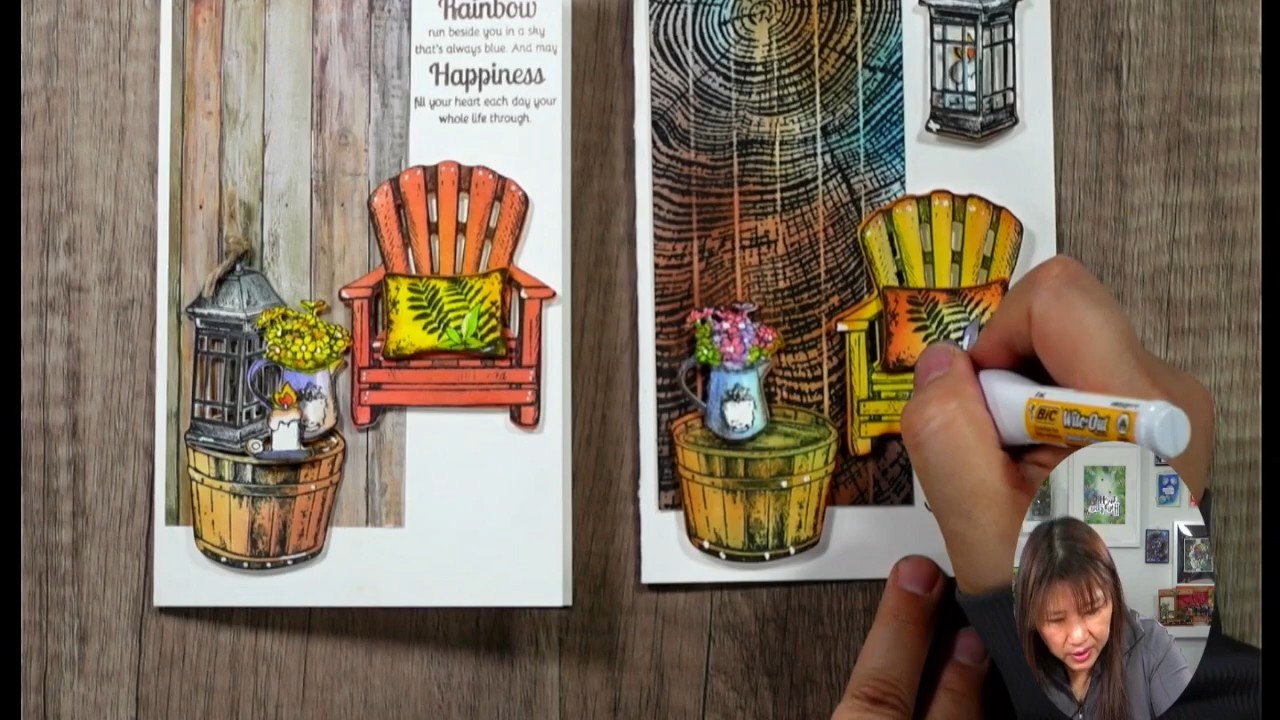 Rainbow
run beside you in a sky
that's always blue. And may
Happiness
fill your heart each day your
whole life through.
BIC Wite-Out